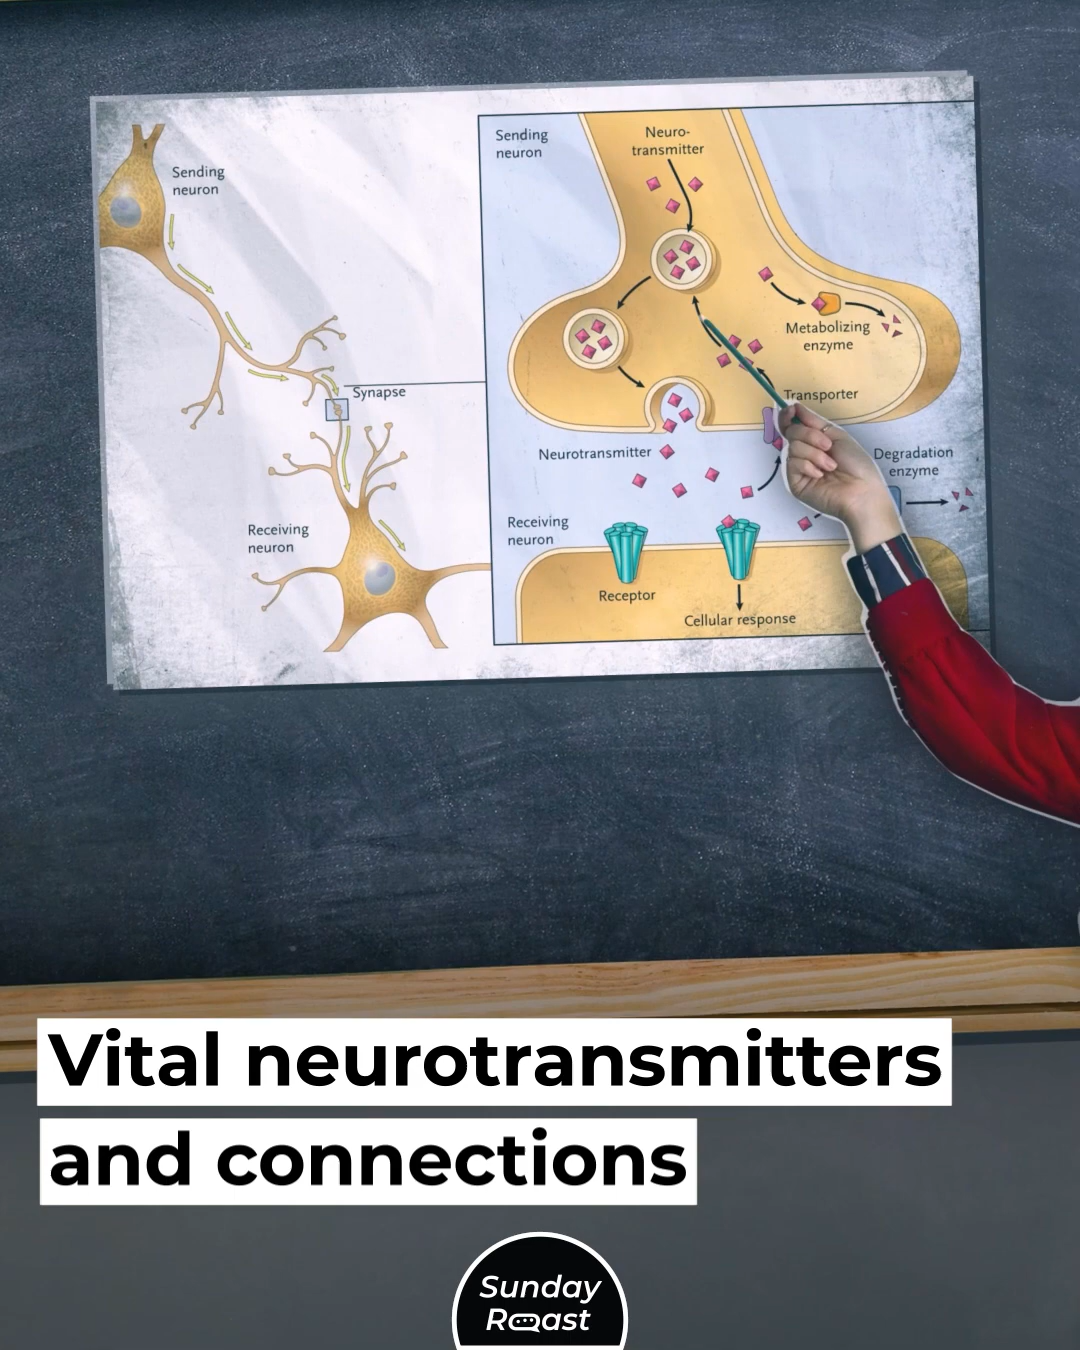 Sending
neuron
Synapse
Receiving
neuron
Sending
neuron
Neuro-
transmitter
Metabolizing
enzyme
Transporter
Neurotransmitter
Degradation
enzyme
Receiving
neuron
Receptor
Cellular response
Vital neurotransmitters
and connections
Sunday
Roast